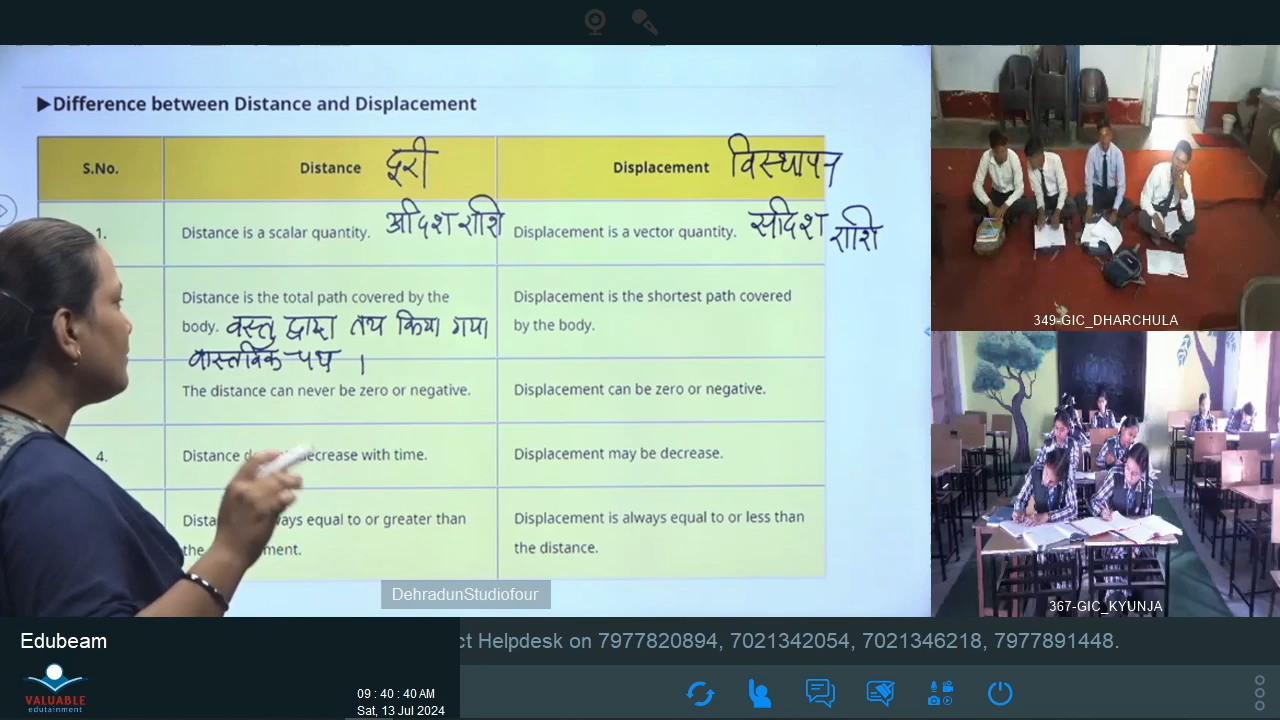 ▶Difference between Distance and Displacement
S.No.
Distance दूरी
Displacement विस्थापन
1.
Distance is a scalar quantity. अदिश राशि
Displacement is a vector quantity. सदिश राशि
Distance is the total path covered by the
body. वस्तु द्वारा तय किया गया
वास्तविक पथ ।
Displacement is the shortest path covered
by the body.
The distance can never be zero or negative.
Displacement can be zero or negative.
4.
Distance decrease with time.
Displacement may be decrease.
equal to or greater than
the
Displacement is always equal to or less than
the distance.
DehradunStudiofour
349-GIC_DHARCHULA
367-GIC_KYUNJA
Edubeam
VALUABLE
edutainment
09 : 40 : 40 AM
Sat, 13 Jul 2024
ct Helpdesk on 7977820894, 7021342054, 7021346218, 7977891448.